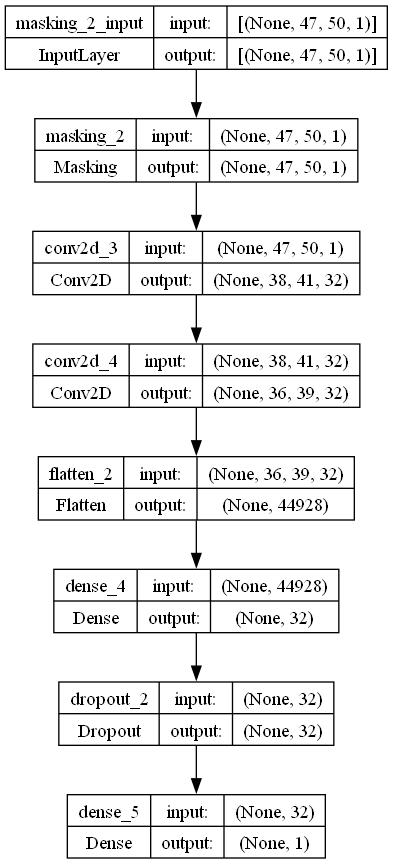 masking_2_input input: [(None, 47, 50, 1)]
InputLayer output: [(None, 47, 50, 1)]
masking_2 input: (None, 47, 50, 1)
Masking output: (None, 47, 50, 1)
conv2d_3 input: (None, 47, 50, 1)
Conv2D output: (None, 38, 41, 32)
conv2d_4 input: (None, 38, 41, 32)
Conv2D output: (None, 36, 39, 32)
flatten_2 input: (None, 36, 39, 32)
Flatten output: (None, 44928)
dense_4 input: (None, 44928)
Dense output: (None, 32)
dropout_2 input: (None, 32)
Dropout output: (None, 32)
dense_5 input: (None, 32)
Dense output: (None, 1)